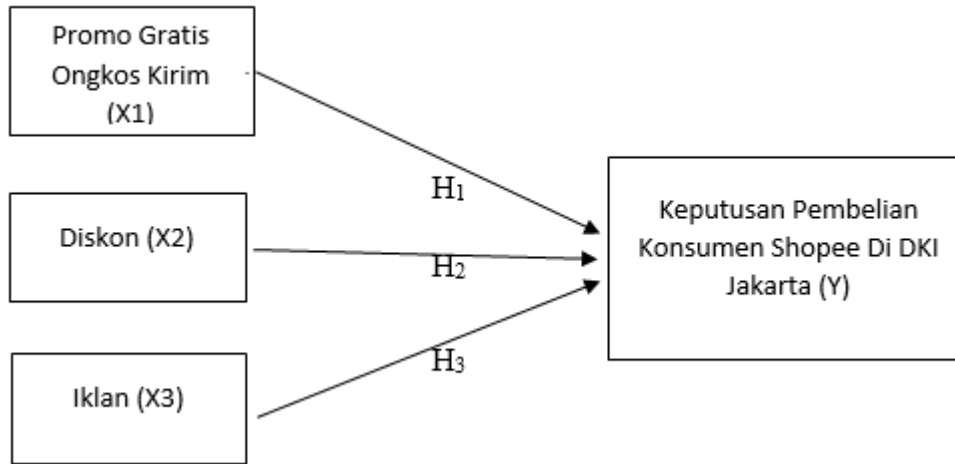 Promo Gratis
Ongkos Kirim
(X1)
H1
Diskon (X2)
H2
Iklan (X3)
H3
Keputusan Pembelian
Konsumen Shopee Di DKI
Jakarta (Y)